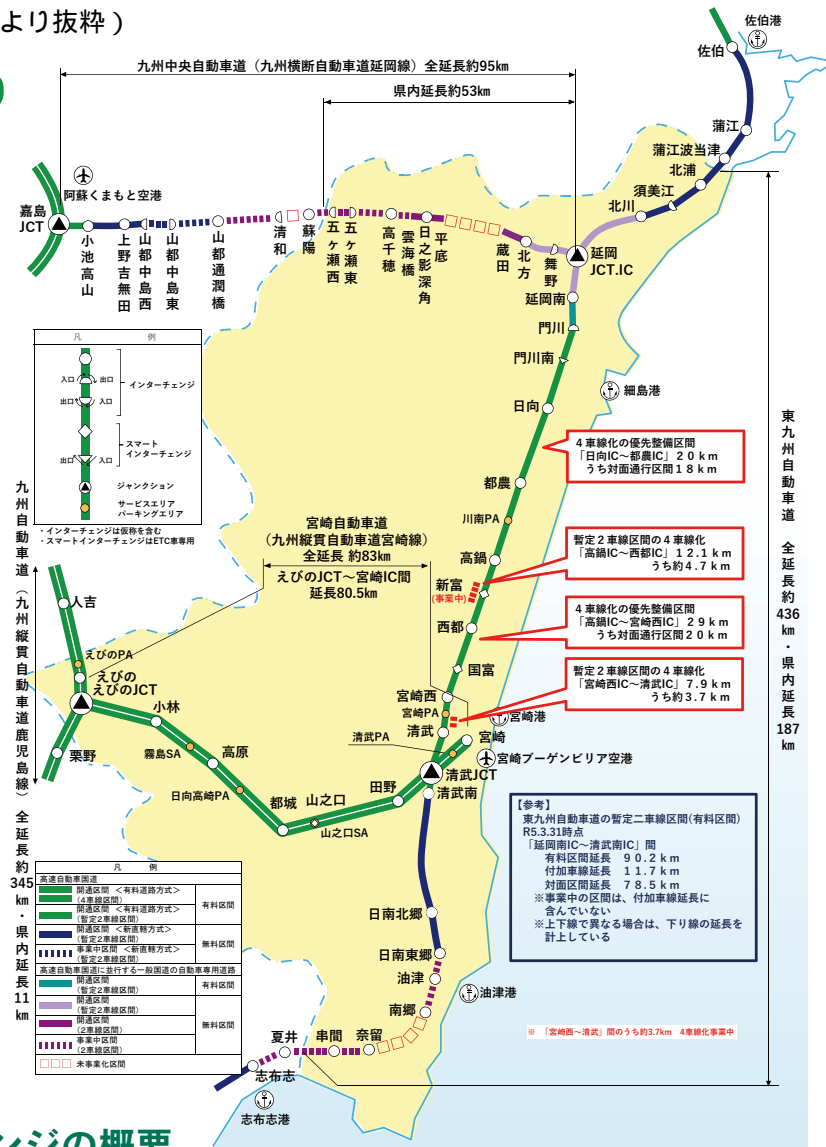 より抜粋）
佐伯港
佐伯
九州中央自動車道（九州横断自動車道延岡線）全延長約95km
県内延長約53km
蒲江
蒲江波当津
北浦
須美江
北川
阿蘇くまもと空港
嘉島
JCT
小池高山
上野吉無田
山都中島西
山都中島東
山都通潤橋
清和
蘇陽
五ヶ瀬西
五ヶ瀬東
高千穂
雲海橋
日之影深角
平底
蔵田
北方
舞野
延岡
JCT.IC
延岡南
門川
門川南
日向
細島港
凡　例
入口　出口
出口　入口
インターチェンジ
スマート
インターチェンジ
出口　入口
ジャンクション
サービスエリア
パーキングエリア
・インターチェンジは仮称を含む
・スマートインターチェンジはETC車専用
4車線化の優先整備区間
「日向IC～都農IC」20km
うち対面通行区間18km
都農
川南PA
高鍋
新富
(事業中)
西都
国富
宮崎西
宮崎PA
清武
清武PA
宮崎
宮崎港
宮崎ブーゲンビリア空港
清武JCT
清武南
暫定2車線区間の4車線化
「高鍋IC～西都IC」12.1km
うち約4.7km
4車線化の優先整備区間
「高鍋IC～宮崎西IC」29km
うち対面通行区間20km
暫定2車線区間の4車線化
「宮崎西IC～清武IC」7.9km
うち約3.7km
東九州自動車道　全延長約436km・県内延長187km
宮崎自動車道
（九州縦貫自動車道宮崎線）
全延長 約83km
えびのJCT～宮崎IC間
延長80.5km
九州自動車道（九州縦貫自動車道鹿児島線）全延長約345km・県内延長11km
人吉
えびのPA
えびの
えびのJCT
栗野
小林
霧島SA
高原
日向高崎PA
都城
山之口
山之口SA
田野
【参考】
東九州自動車道の暫定二車線区間(有料区間)
R5.3.31時点
「延岡南IC～清武南IC」間
有料区間延長　90.2km
付加車線延長　11.7km
対面区間延長　78.5km
※事業中の区間は、付加車線延長に
含んでいない
※上下線で異なる場合は、下り線の延長を
計上している
凡　例
高速自動車国道
開通区間　＜有料道路方式＞
(4車線区間)
開通区間　＜有料道路方式＞
(暫定2車線区間)
有料区間
開通区間　＜新直轄方式＞
(暫定2車線区間)
事業中区間　＜新直轄方式＞
(暫定2車線区間)
無料区間
高速自動車国道に並行する一般国道の自動車専用道路
開通区間
(暫定2車線区間)
有料区間
開通区間
(暫定2車線区間)
開通区間
(2車線区間)
事業中区間
(2車線区間)
無料区間
未事業化区間
日南北郷
日南東郷
油津
油津港
南郷
奈留
串間
夏井
志布志
志布志港
※　「宮崎西～清武」間のうち約3.7km　4車線化事業中
ンジの概要